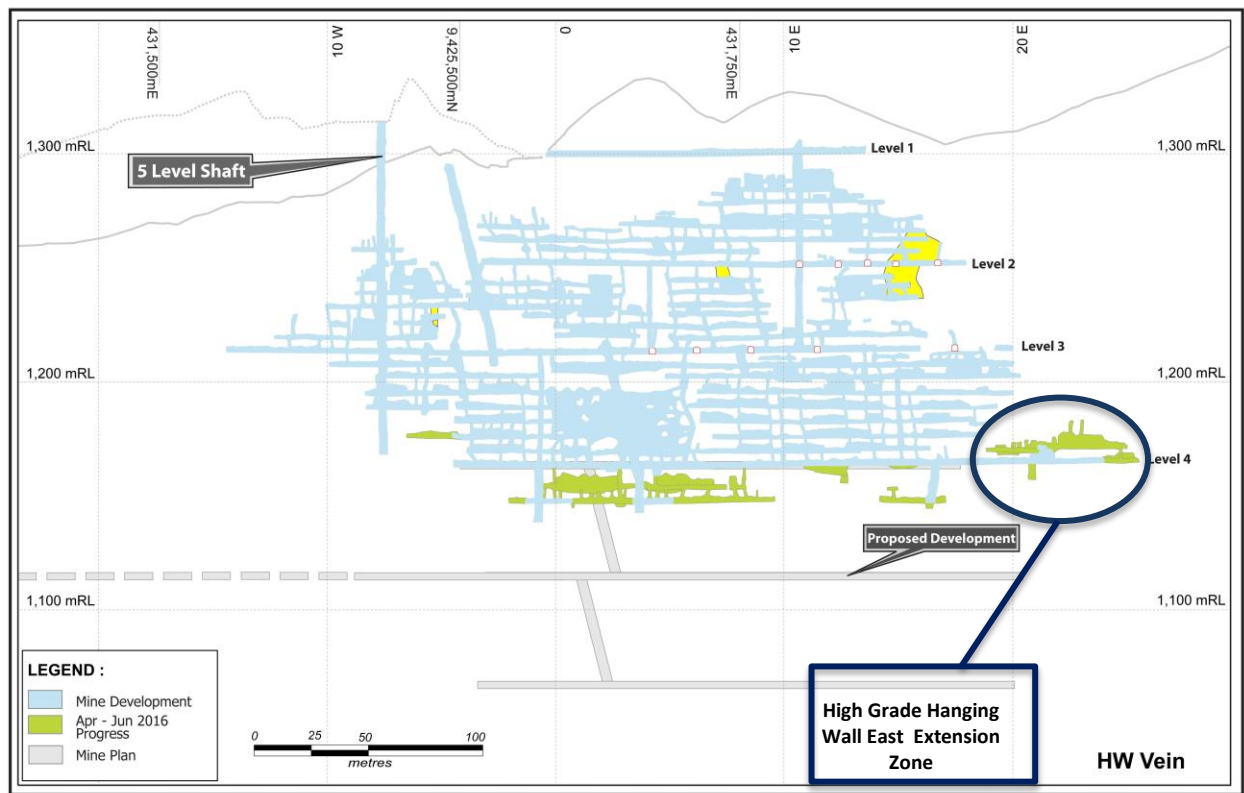 431,500mE
W 10
9,425,500mN
0
431,750mE
10 E
20 E
1,300 mRL
1,300 mRL
Level 1
5 Level Shaft
Level 2
Level 3
1,200 mRL
1,200 mRL
Level 4
Proposed Development
1,100 mRL
1,100 mRL
LEGEND :
Mine Development
Apr - Jun 2016
Progress
Mine Plan
0 25 50 100
metres
High Grade Hanging
Wall East Extension
Zone
HW Vein